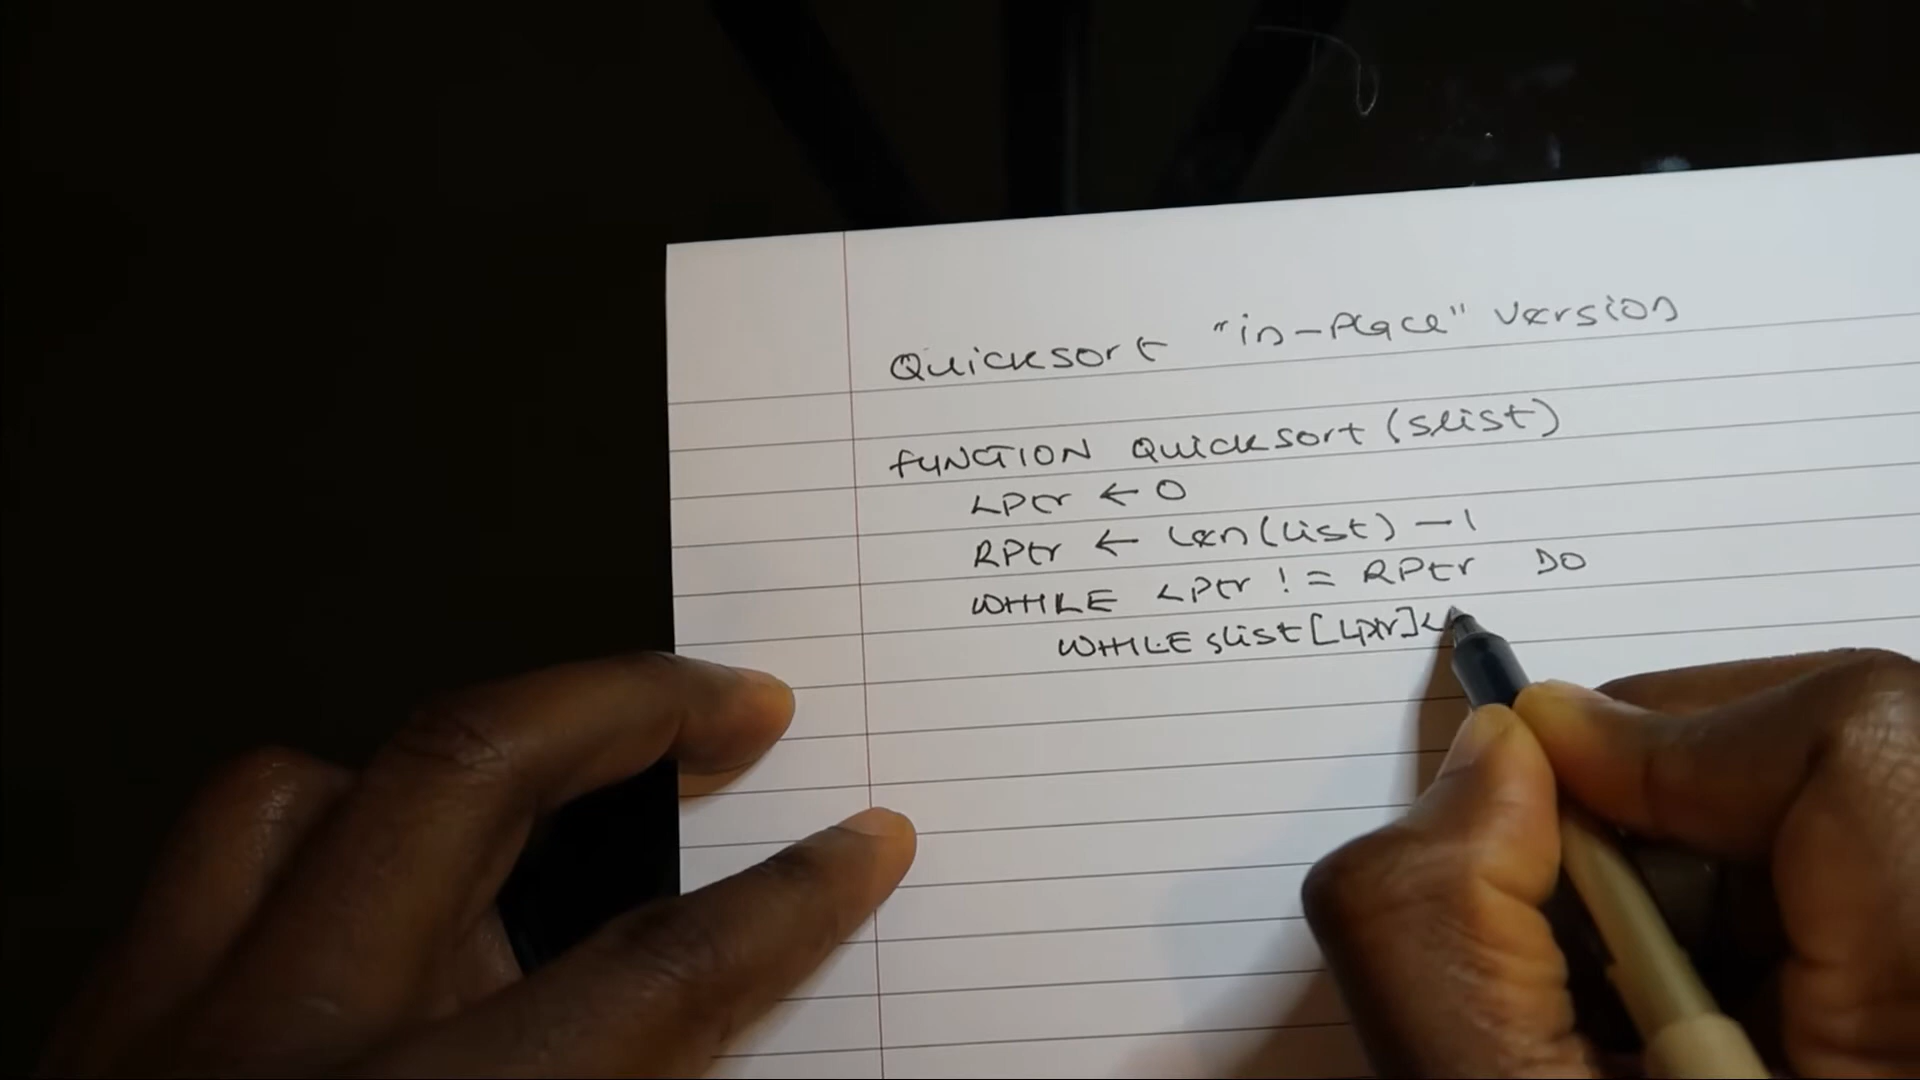 Quicksort "in-place" version
FUNCTION Quicksort (slist)
LPtr ← 0
RPtr ← len(list) - 1
WHILE LPtr != RPtr DO
WHILE slist[LPtr] <